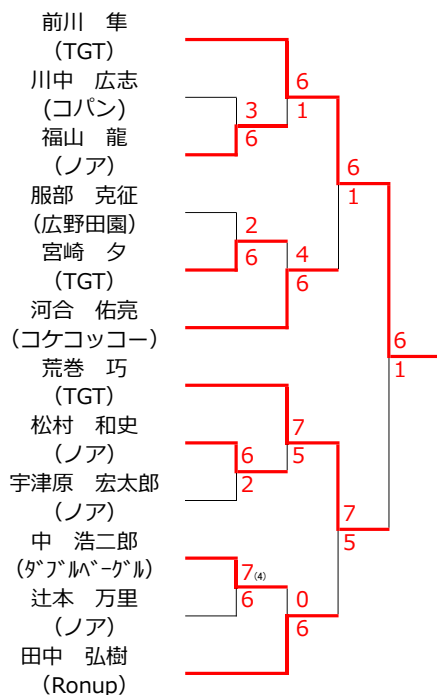 前川　隼
(TGT)
6
川中　広志
(コパン)
3
1
福山　龍
6
(ノア)
6
服部　克征
1
(広野田園)
2
宮崎　夕
6
4
(TGT)
6
河合　佑亮
(コケコッコー)
6
荒巻　巧
1
(TGT)
7
松村　和史
6
5
(ノア)
2
宇津原　宏太郎
(ノア)
7
中　浩二郎
5
(ﾀﾞﾌﾞﾙﾍﾞｰｸﾞﾙ)
7(4)
辻本　万里
6
0
(ノア)
6
田中　弘樹
(Ronup)